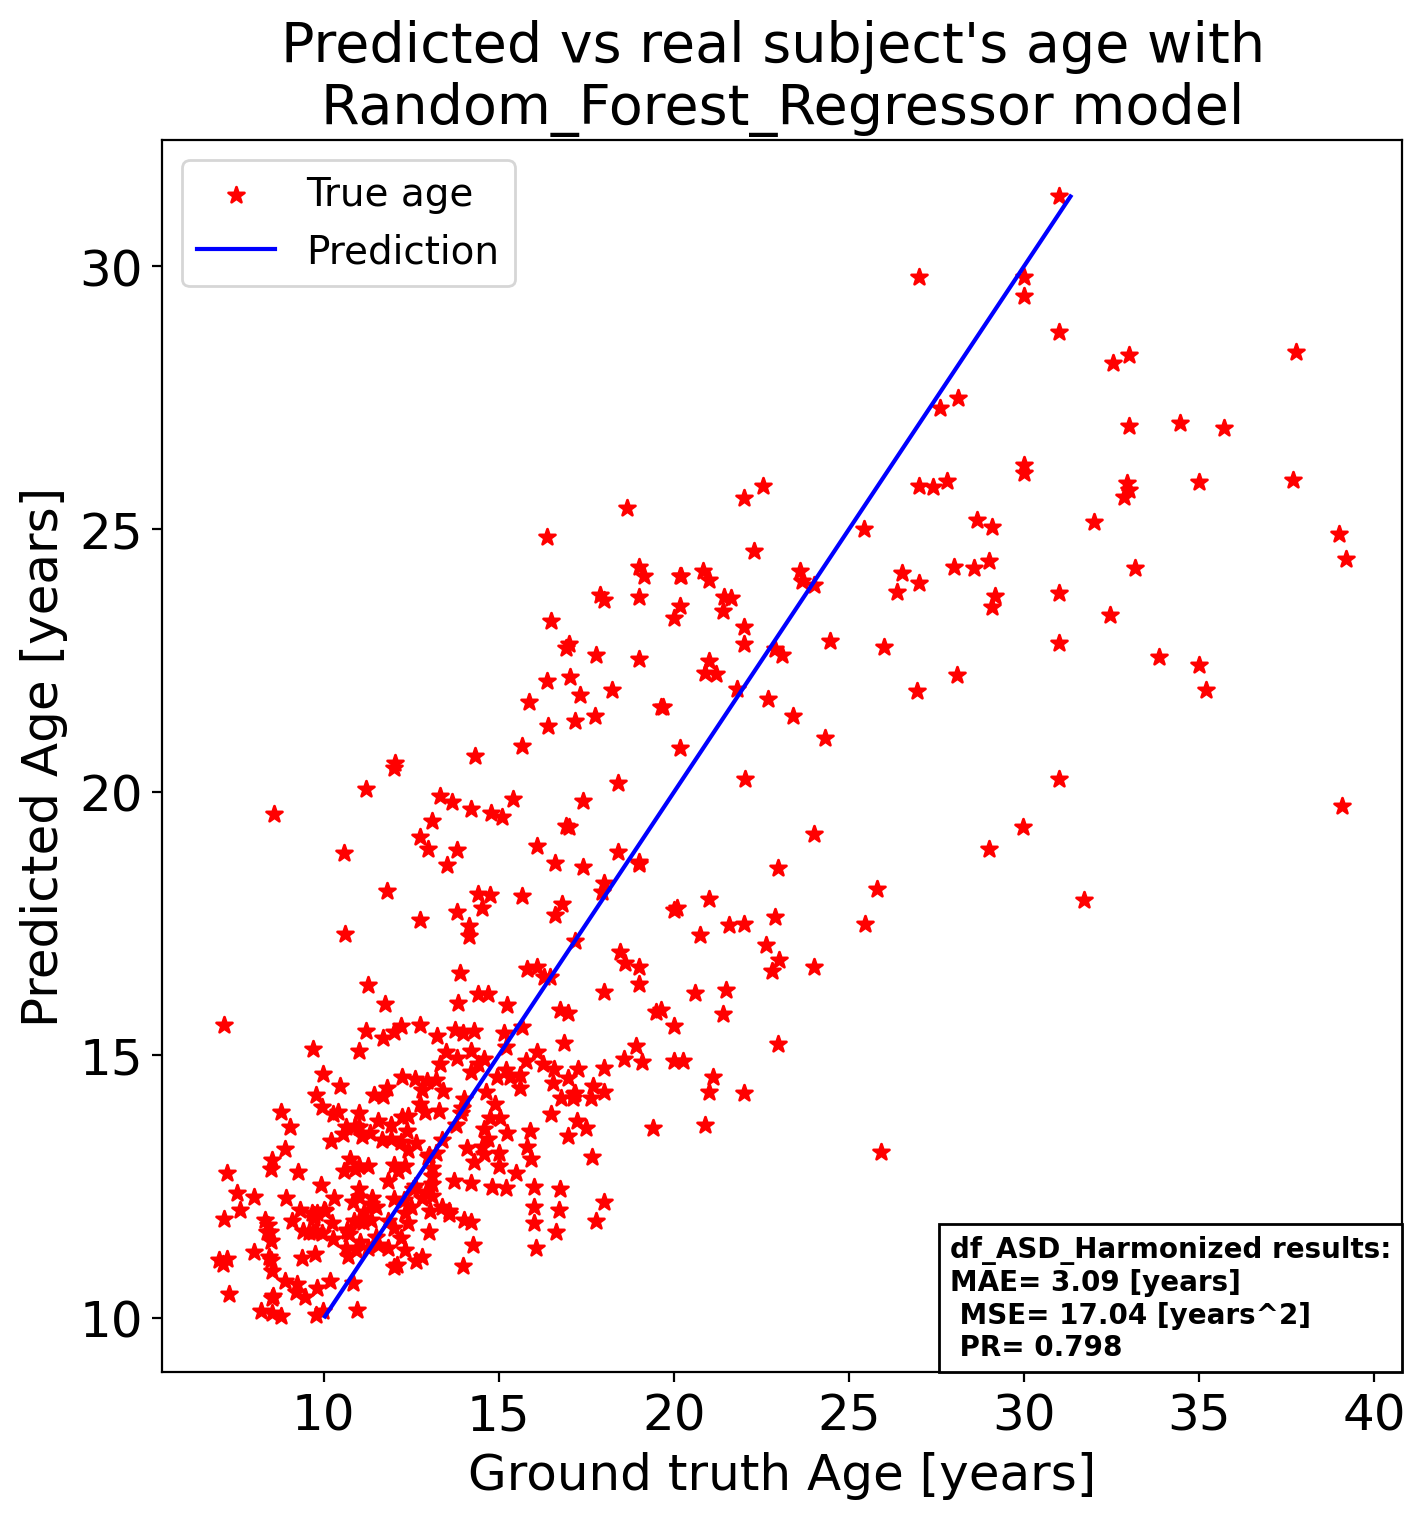 Predicted vs real subject's age with
Random_Forest_Regressor model
True age
Prediction
30
25
20
15
10
Predicted Age [years]
df_ASD_Harmonized results:
MAE= 3.09 [years]
MSE= 17.04 [years^2]
PR= 0.798
10 15 20 25 30 35 40
Ground truth Age [years]